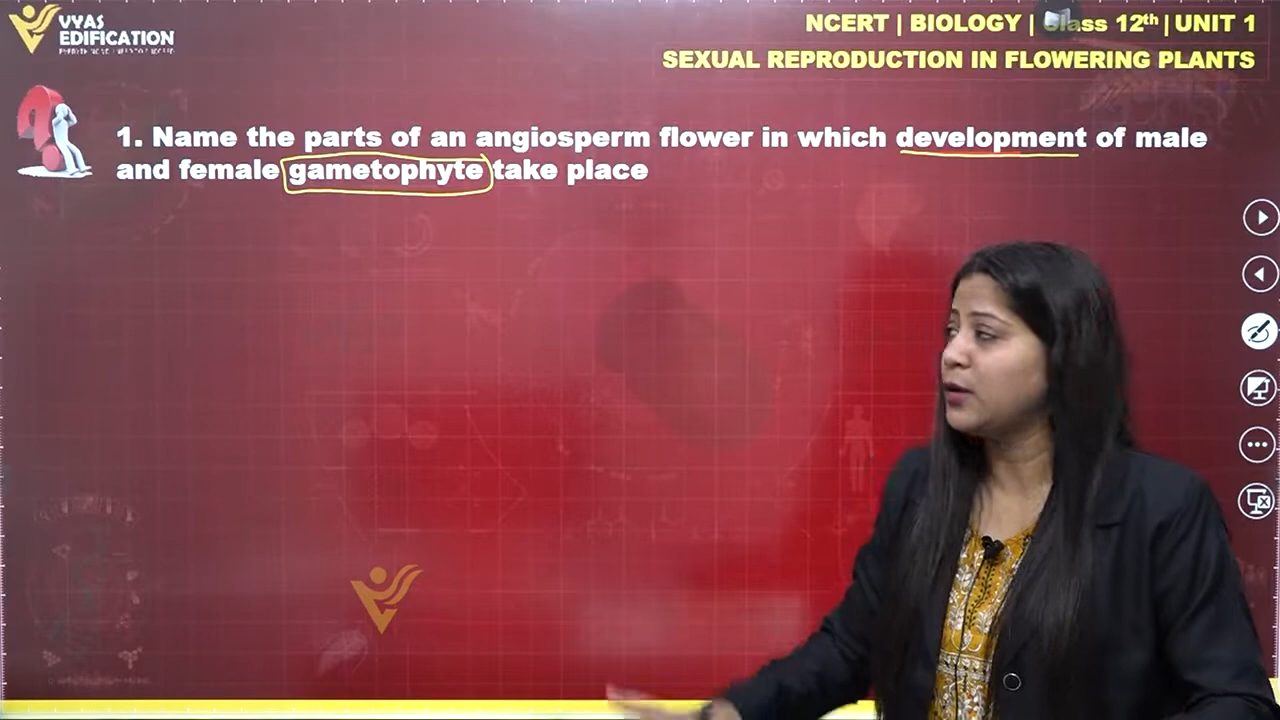 VYAS
EDIFICATION
NCERT | BIOLOGY | Class 12th | UNIT 1
SEXUAL REPRODUCTION IN FLOWERING PLANTS
1. Name the parts of an angiosperm flower in which development of male
and female gametophyte take place